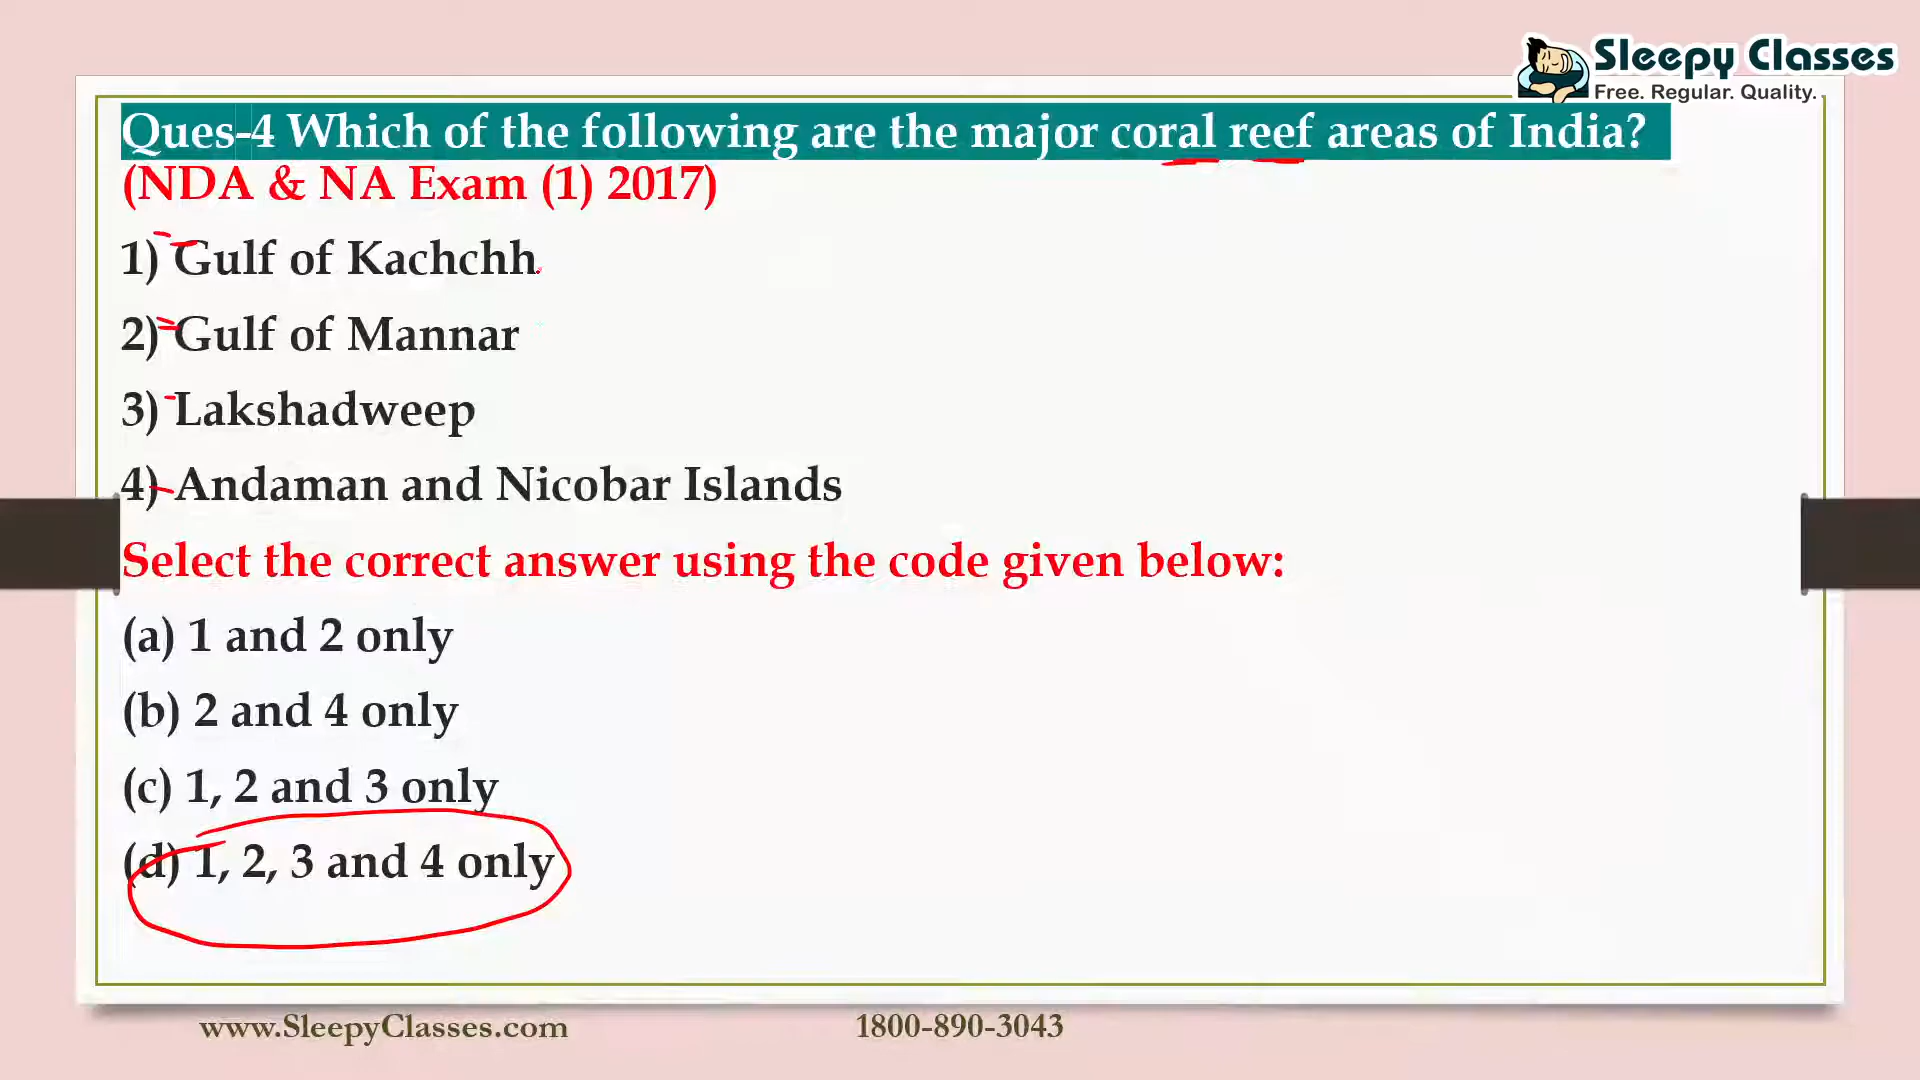 Sleepy Classes
Free. Regular. Quality.
Ques-4 Which of the following are the major coral reef areas of India?
(NDA & NA Exam (1) 2017)
1) Gulf of Kachchh
2) Gulf of Mannar
3) Lakshadweep
4) Andaman and Nicobar Islands
Select the correct answer using the code given below:
(a) 1 and 2 only
(b) 2 and 4 only
(c) 1, 2 and 3 only
(d) 1, 2, 3 and 4 only
www.SleepyClasses.com
1800-890-3043